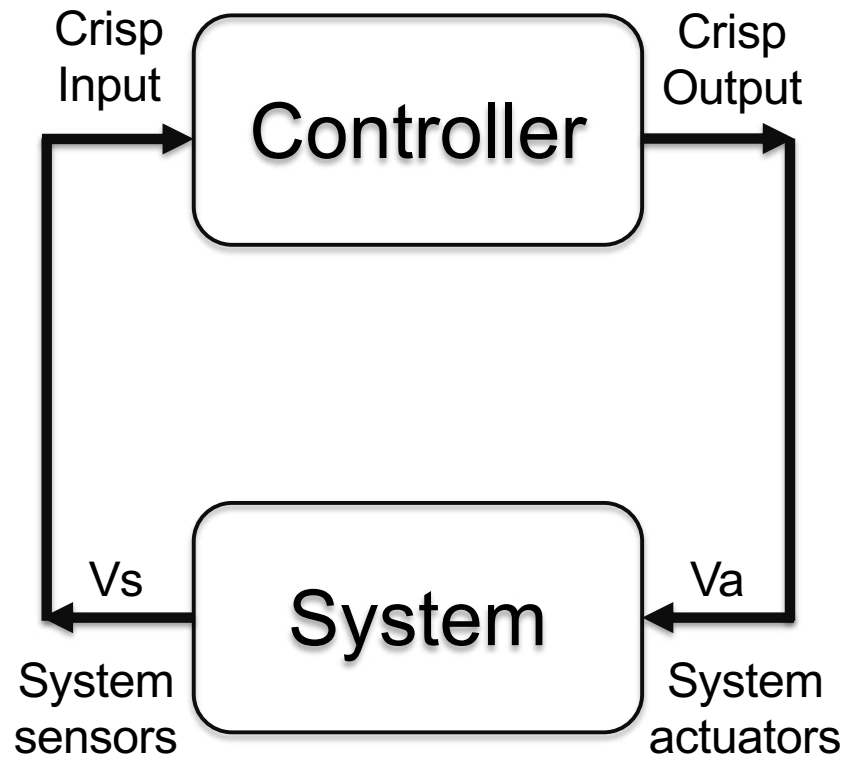 Crisp
Input
Controller
Crisp
Output
Vs
System
Va
System
sensors
System
actuators